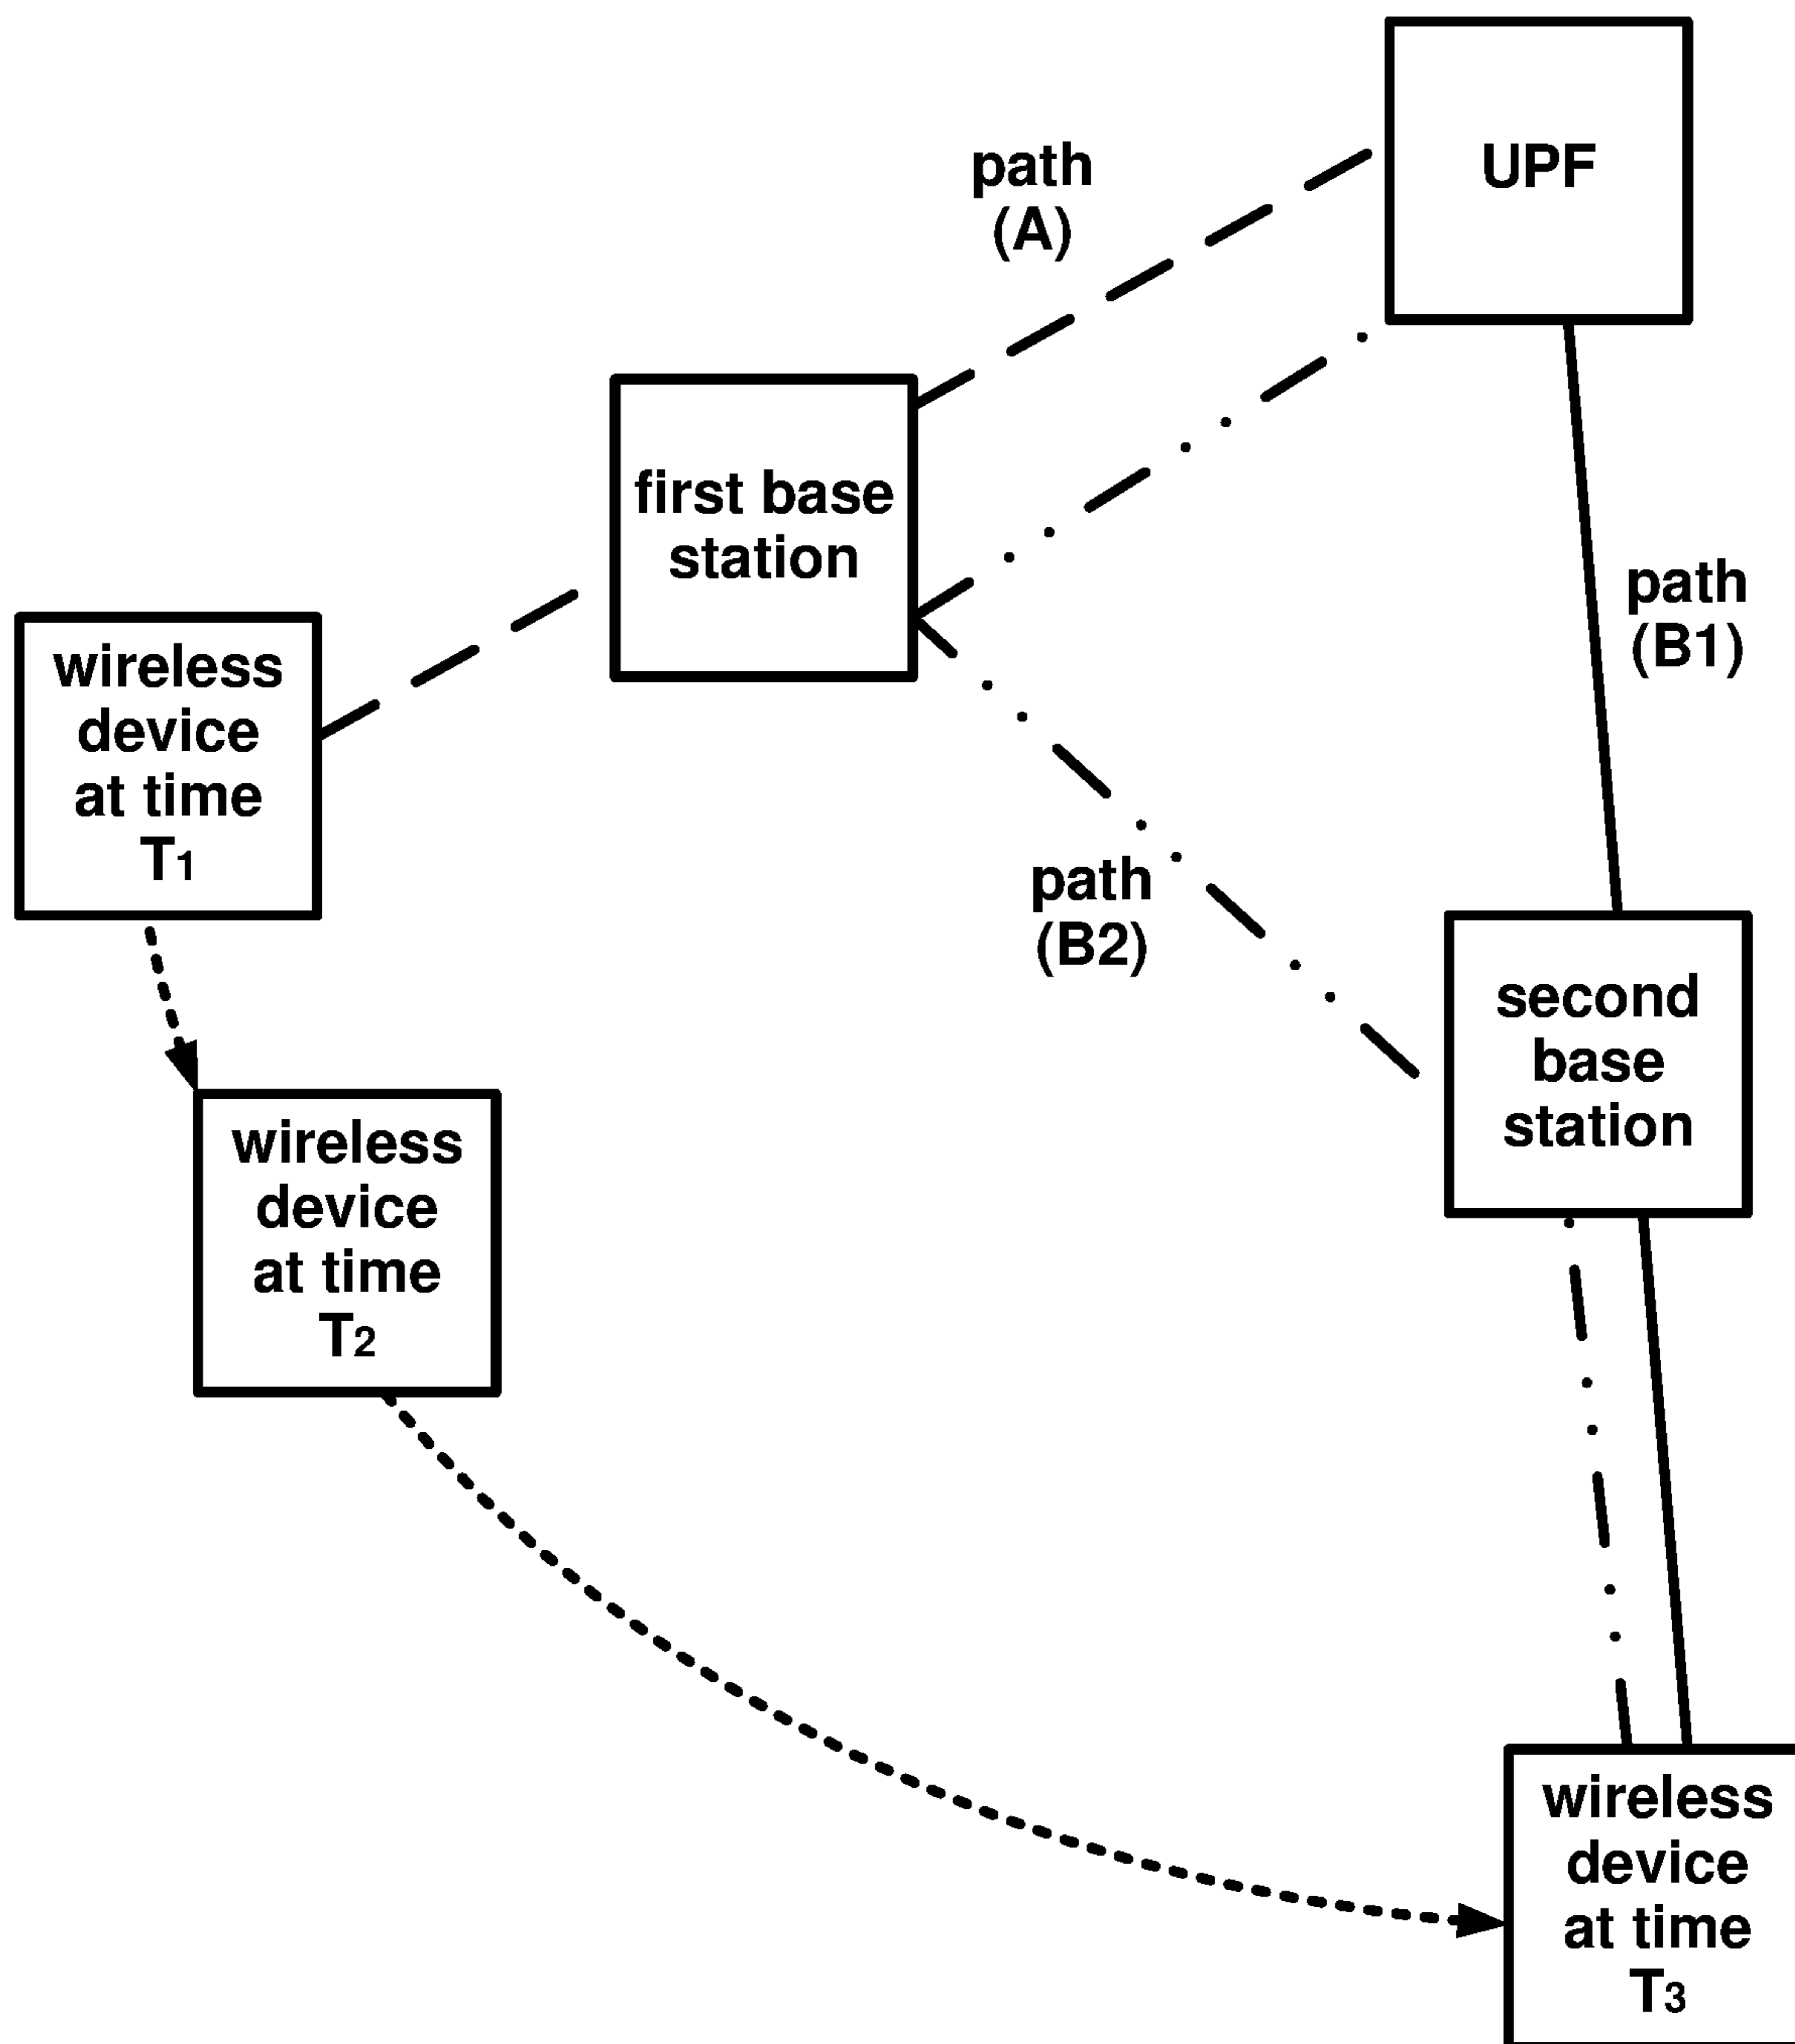 UPF
path
(A)
first base
station
path
(B1)
wireless
device
at time
T1
path
(B2)
second
base
station
wireless
device
at time
T2
wireless
device
at time
T3